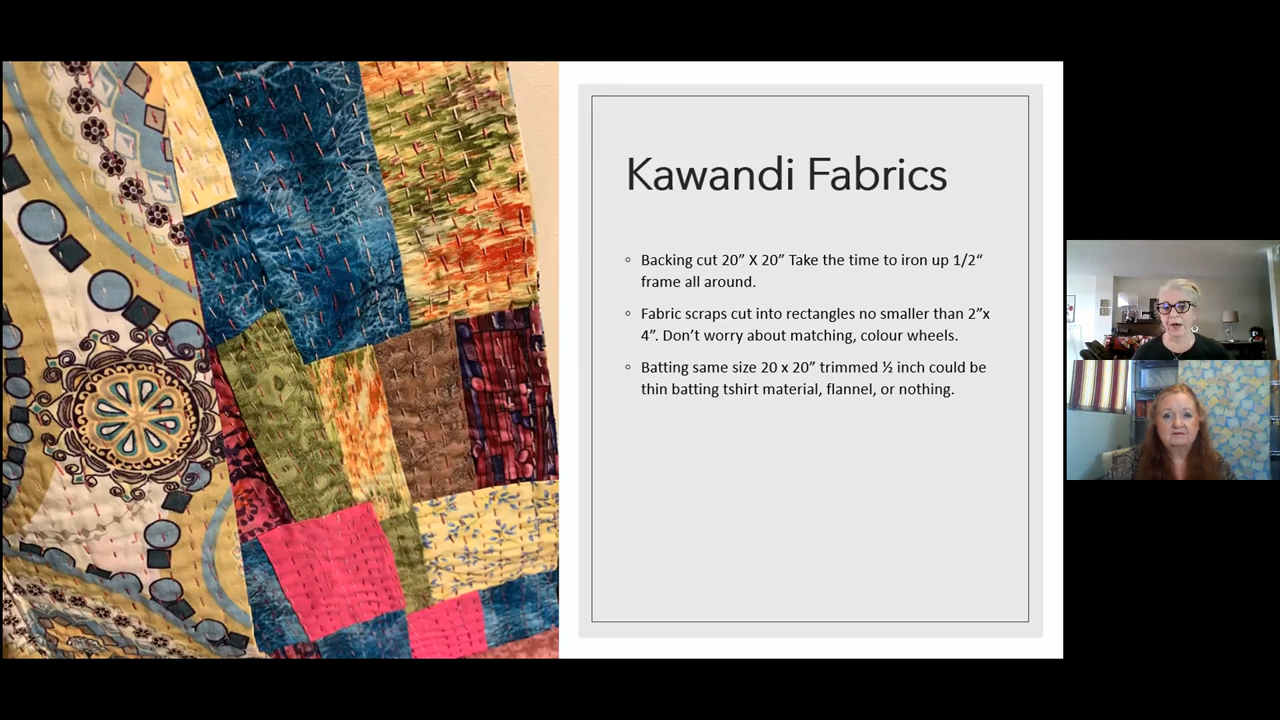 Kawandi Fabrics
◦ Backing cut 20” X 20” Take the time to iron up 1/2“
frame all around.
◦ Fabric scraps cut into rectangles no smaller than 2”x
4”. Don’t worry about matching, colour wheels.
◦ Batting same size 20 x 20” trimmed ½ inch could be
thin batting tshirt material, flannel, or nothing.